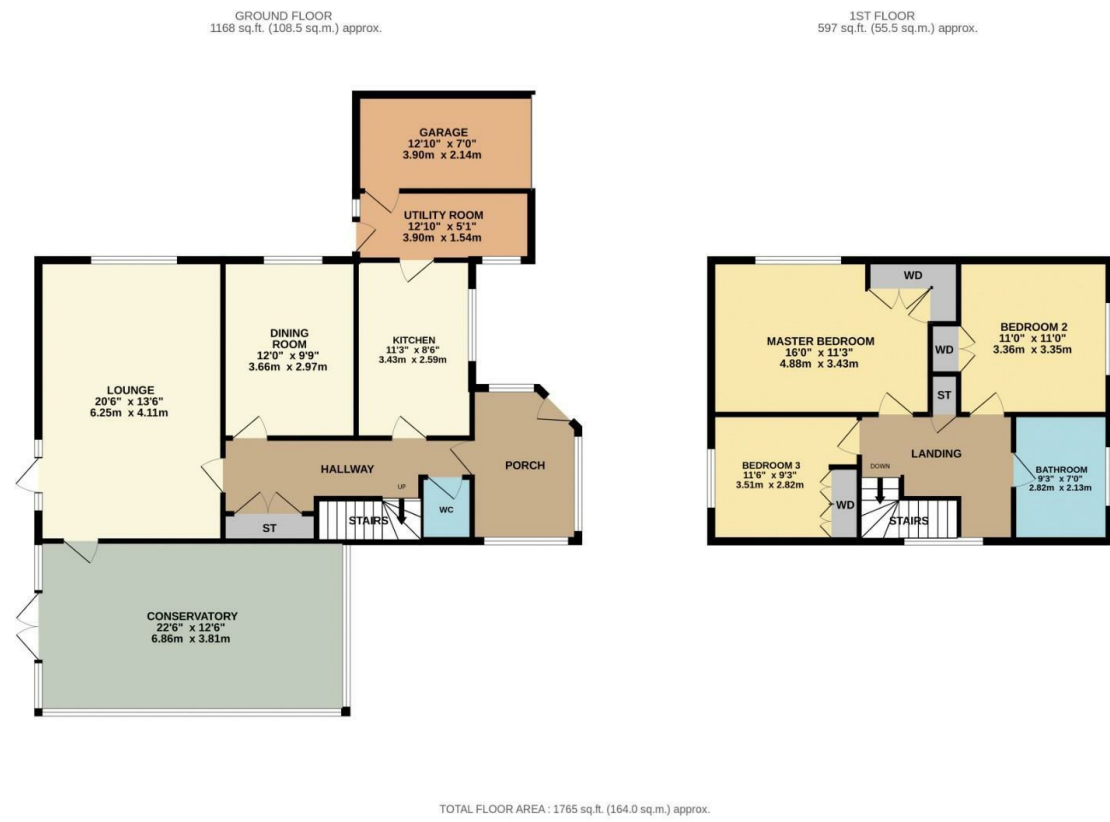 GROUND FLOOR
1168 sq.ft. (108.5 sq.m.) approx.
GARAGE
12'10" x 7'0"
3.90m x 2.14m
UTILITY ROOM
12'10" x 5'1"
3.90m x 1.54m
KITCHEN
11'3" x 8'6"
3.43m x 2.59m
DINING
ROOM
12'0" x 9'9"
3.66m x 2.97m
LOUNGE
20'6" x 13'6"
6.25m x 4.11m
HALLWAY
PORCH
UP
WC
STAIRS
ST
CONSERVATORY
22'6" x 12'6"
6.86m x 3.81m
1ST FLOOR
597 sq.ft. (55.5 sq.m.) approx.
WD
MASTER BEDROOM
16'0" x 11'3"
4.88m x 3.43m
WD
BEDROOM 2
11'0" x 11'0"
3.36m x 3.35m
ST
LANDING
DOWN
BEDROOM 3
11'6" x 9'3"
3.51m x 2.82m
WD
STAIRS
BATHROOM
9'3" x 7'0"
2.82m x 2.13m
TOTAL FLOOR AREA : 1765 sq.ft. (164.0 sq.m.) approx.